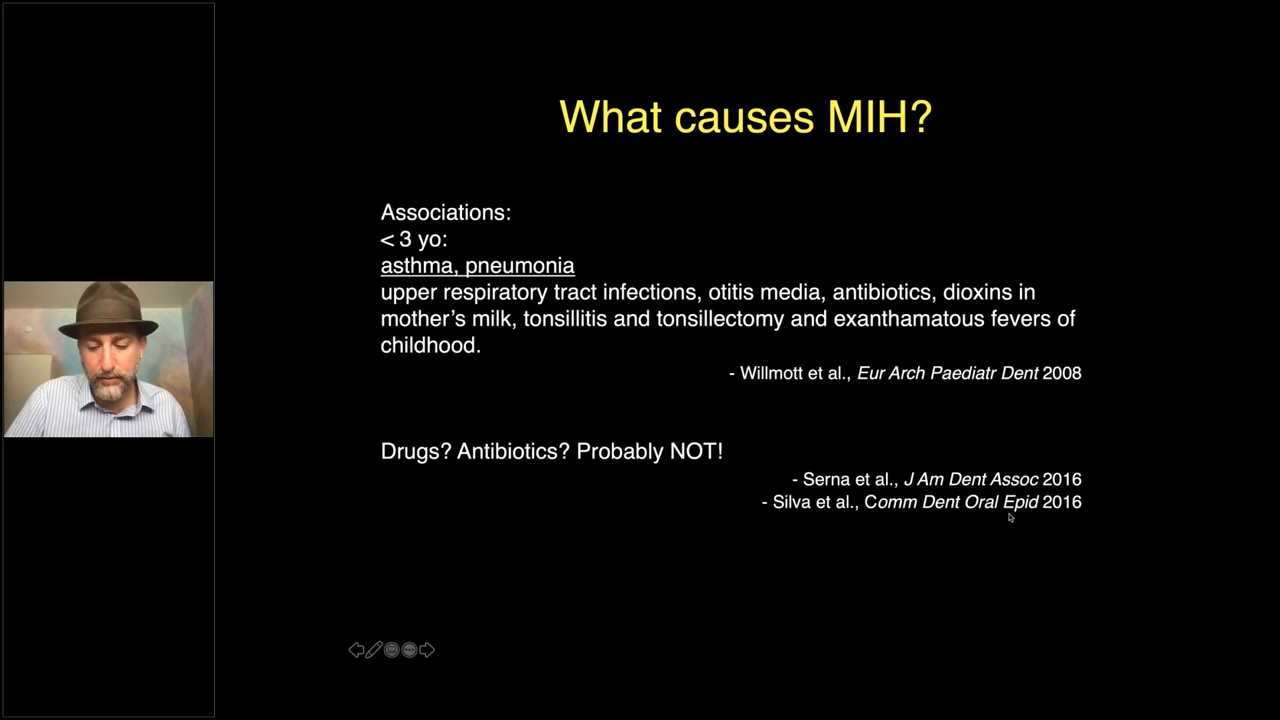 What causes MIH?
Associations:
< 3 yo:
asthma, pneumonia
upper respiratory tract infections, otitis media, antibiotics, dioxins in
mother’s milk, tonsillitis and tonsillectomy and exanthamatous fevers of
childhood.
- Willmott et al., Eur Arch Paediatr Dent 2008
Drugs? Antibiotics? Probably NOT!
- Serna et al., J Am Dent Assoc 2016
- Silva et al., Comm Dent Oral Epid 2016